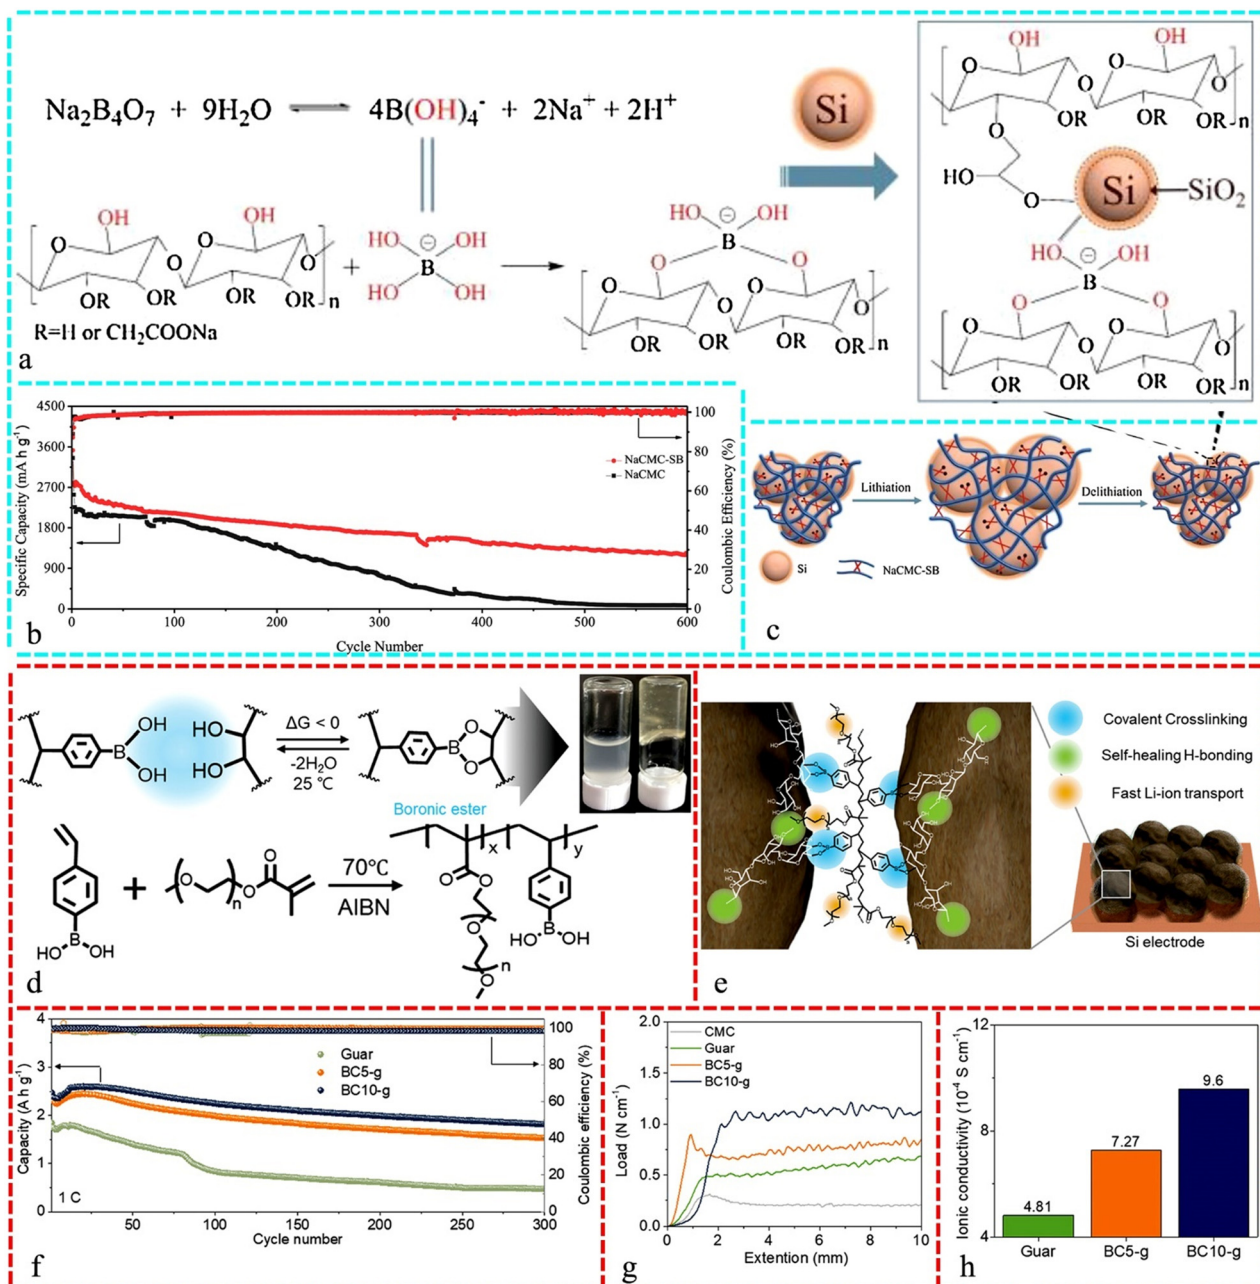 Na2B4O7 + 9H2O ⇌ 4B(OH)4- + 2Na+ + 2H+
Si
OH
OH
O
O
O
O
OR
OR
OR
OR
n
HO
O
Si
SiO2
HO
OH
B
O
O
O
O
O
O
OR
OR
OR
OR
n
OH
OH
O
O
O
O
OR
OR
OR
OR
n
+
HO
OH
B
HO
OH
HO
OH
B
O
O
O
O
O
O
OR
OR
OR
OR
n
R=H or CH2COONa
a
4500
3600
2700
1800
900
0
Specific Capacity (mA h g-1)
NaCMC-SB
NaCMC
100
80
60
40
20
0
Coulombic Efficiency (%)
0
100
200
300
400
500
600
Cycle Number
b
Lithiation
Delithiation
Si
NaCMC-SB
c
OH
B
OH
HO
HO
ΔG < 0
-2H2O
25 °C
B
O
O
Boronic ester
B
HO
OH
+
O
n
O
O
70℃
AIBN
x
y
O
O
O
n
O
B
HO
OH
d
Covalent Crosslinking
Self-healing H-bonding
Fast Li-ion transport
Si electrode
e
4
3
2
1
0
Capacity (A h g-1)
Guar
BC5-g
BC10-g
1 C
100
80
60
40
20
0
Coulombic efficiency (%)
50
100
150
200
250
300
Cycle number
f
2.0
1.5
1.0
0.5
0.0
Load (N cm-1)
CMC
Guar
BC5-g
BC10-g
0
2
4
6
8
10
Extention (mm)
g
12
8
4
Ionic conductivity (10-4 S cm-1)
4.81
7.27
9.6
Guar
BC5-g
BC10-g
h